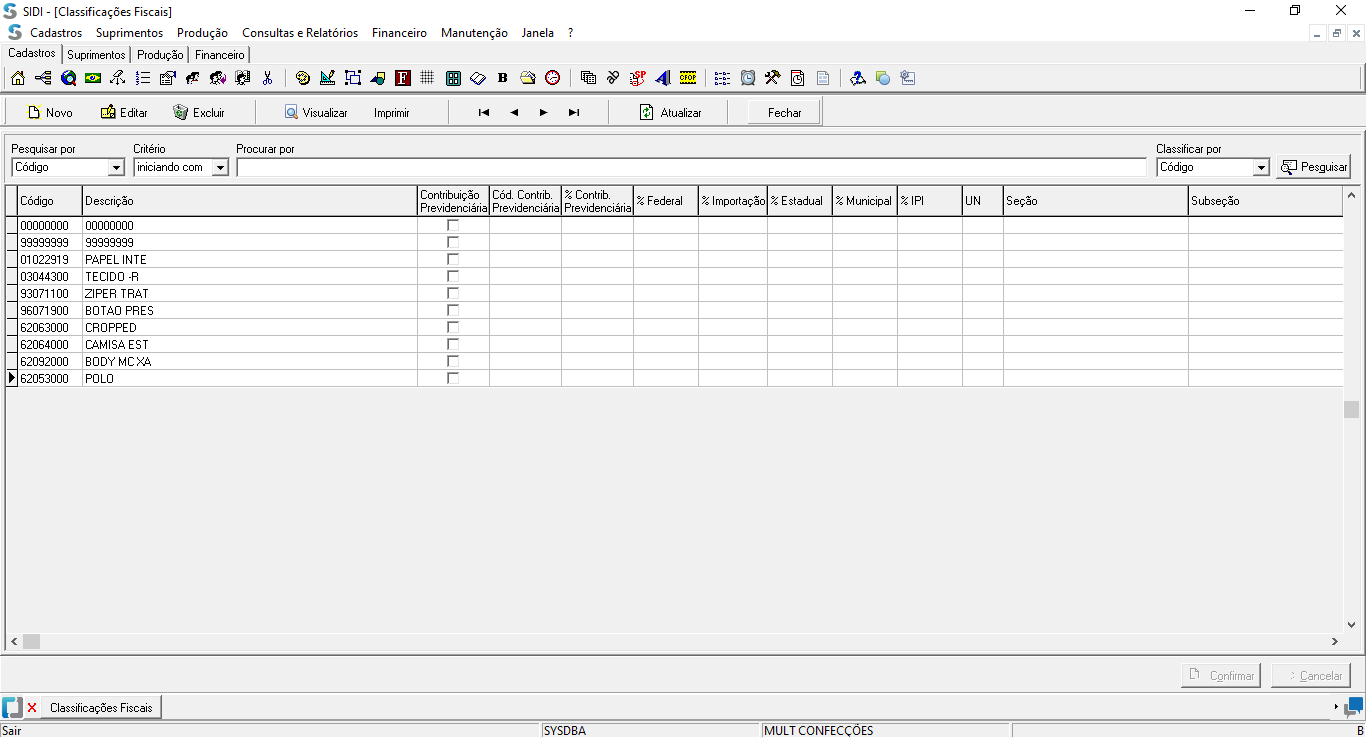 SIDI - [Classificações Fiscais]
Cadastros Suprimentos Produção Consultas e Relatórios Financeiro Manutenção Janela ?
Cadastros Suprimentos Produção Financeiro
F B SP CFOP
Novo Editar Excluir Visualizar Imprimir Atualizar Fechar
Pesquisar por Critério Procurar por Classificar por
Código iniciando com Código Pesquisar
Código Descrição Contribuição Previdenciária Cód. Contrib. Previdenciária % Contrib. Previdenciária % Federal % Importação % Estadual % Municipal % IPI UN Seção Subseção
00000000 00000000
99999999 99999999
01022919 PAPEL INTE
03044300 TECIDO -R
93071100 ZIPER TRAT
96071900 BOTAO PRES
62063000 CROPPED
62064000 CAMISA EST
62092000 BODY MC XA
62053000 POLO
Confirmar Cancelar
Classificações Fiscais
Sair SYSDBA MULT CONFECÇÕES B